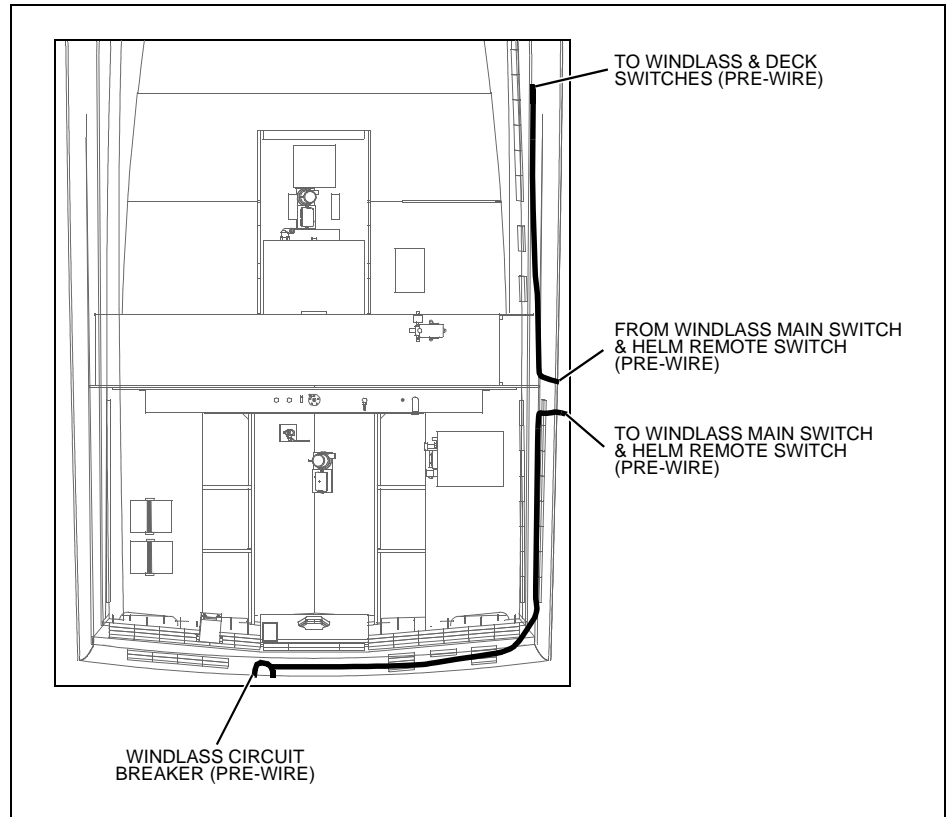 TO WINDLASS & DECK
SWITCHES (PRE-WIRE)
FROM WINDLASS MAIN SWITCH
& HELM REMOTE SWITCH
(PRE-WIRE)
TO WINDLASS MAIN SWITCH
& HELM REMOTE SWITCH
(PRE-WIRE)
WINDLASS CIRCUIT
BREAKER (PRE-WIRE)